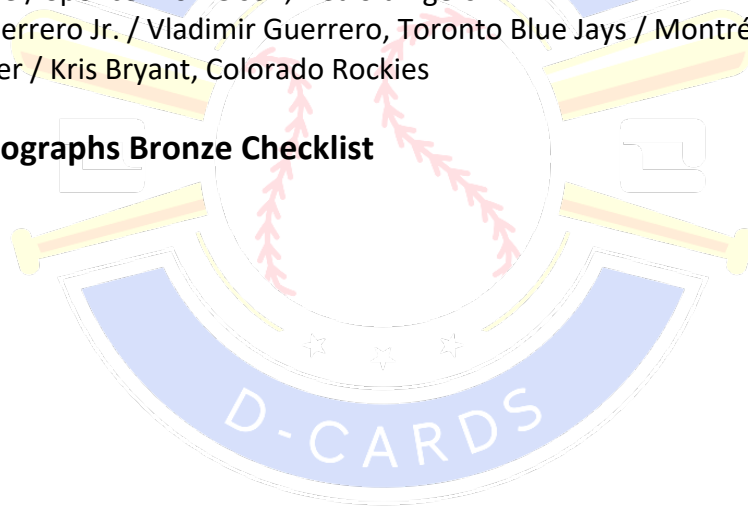 errero Jr. / Vladimir Guerrero, Toronto Blue Jays / Montré
er / Kris Bryant, Colorado Rockies
ographs Bronze Checklist
D-CARDS